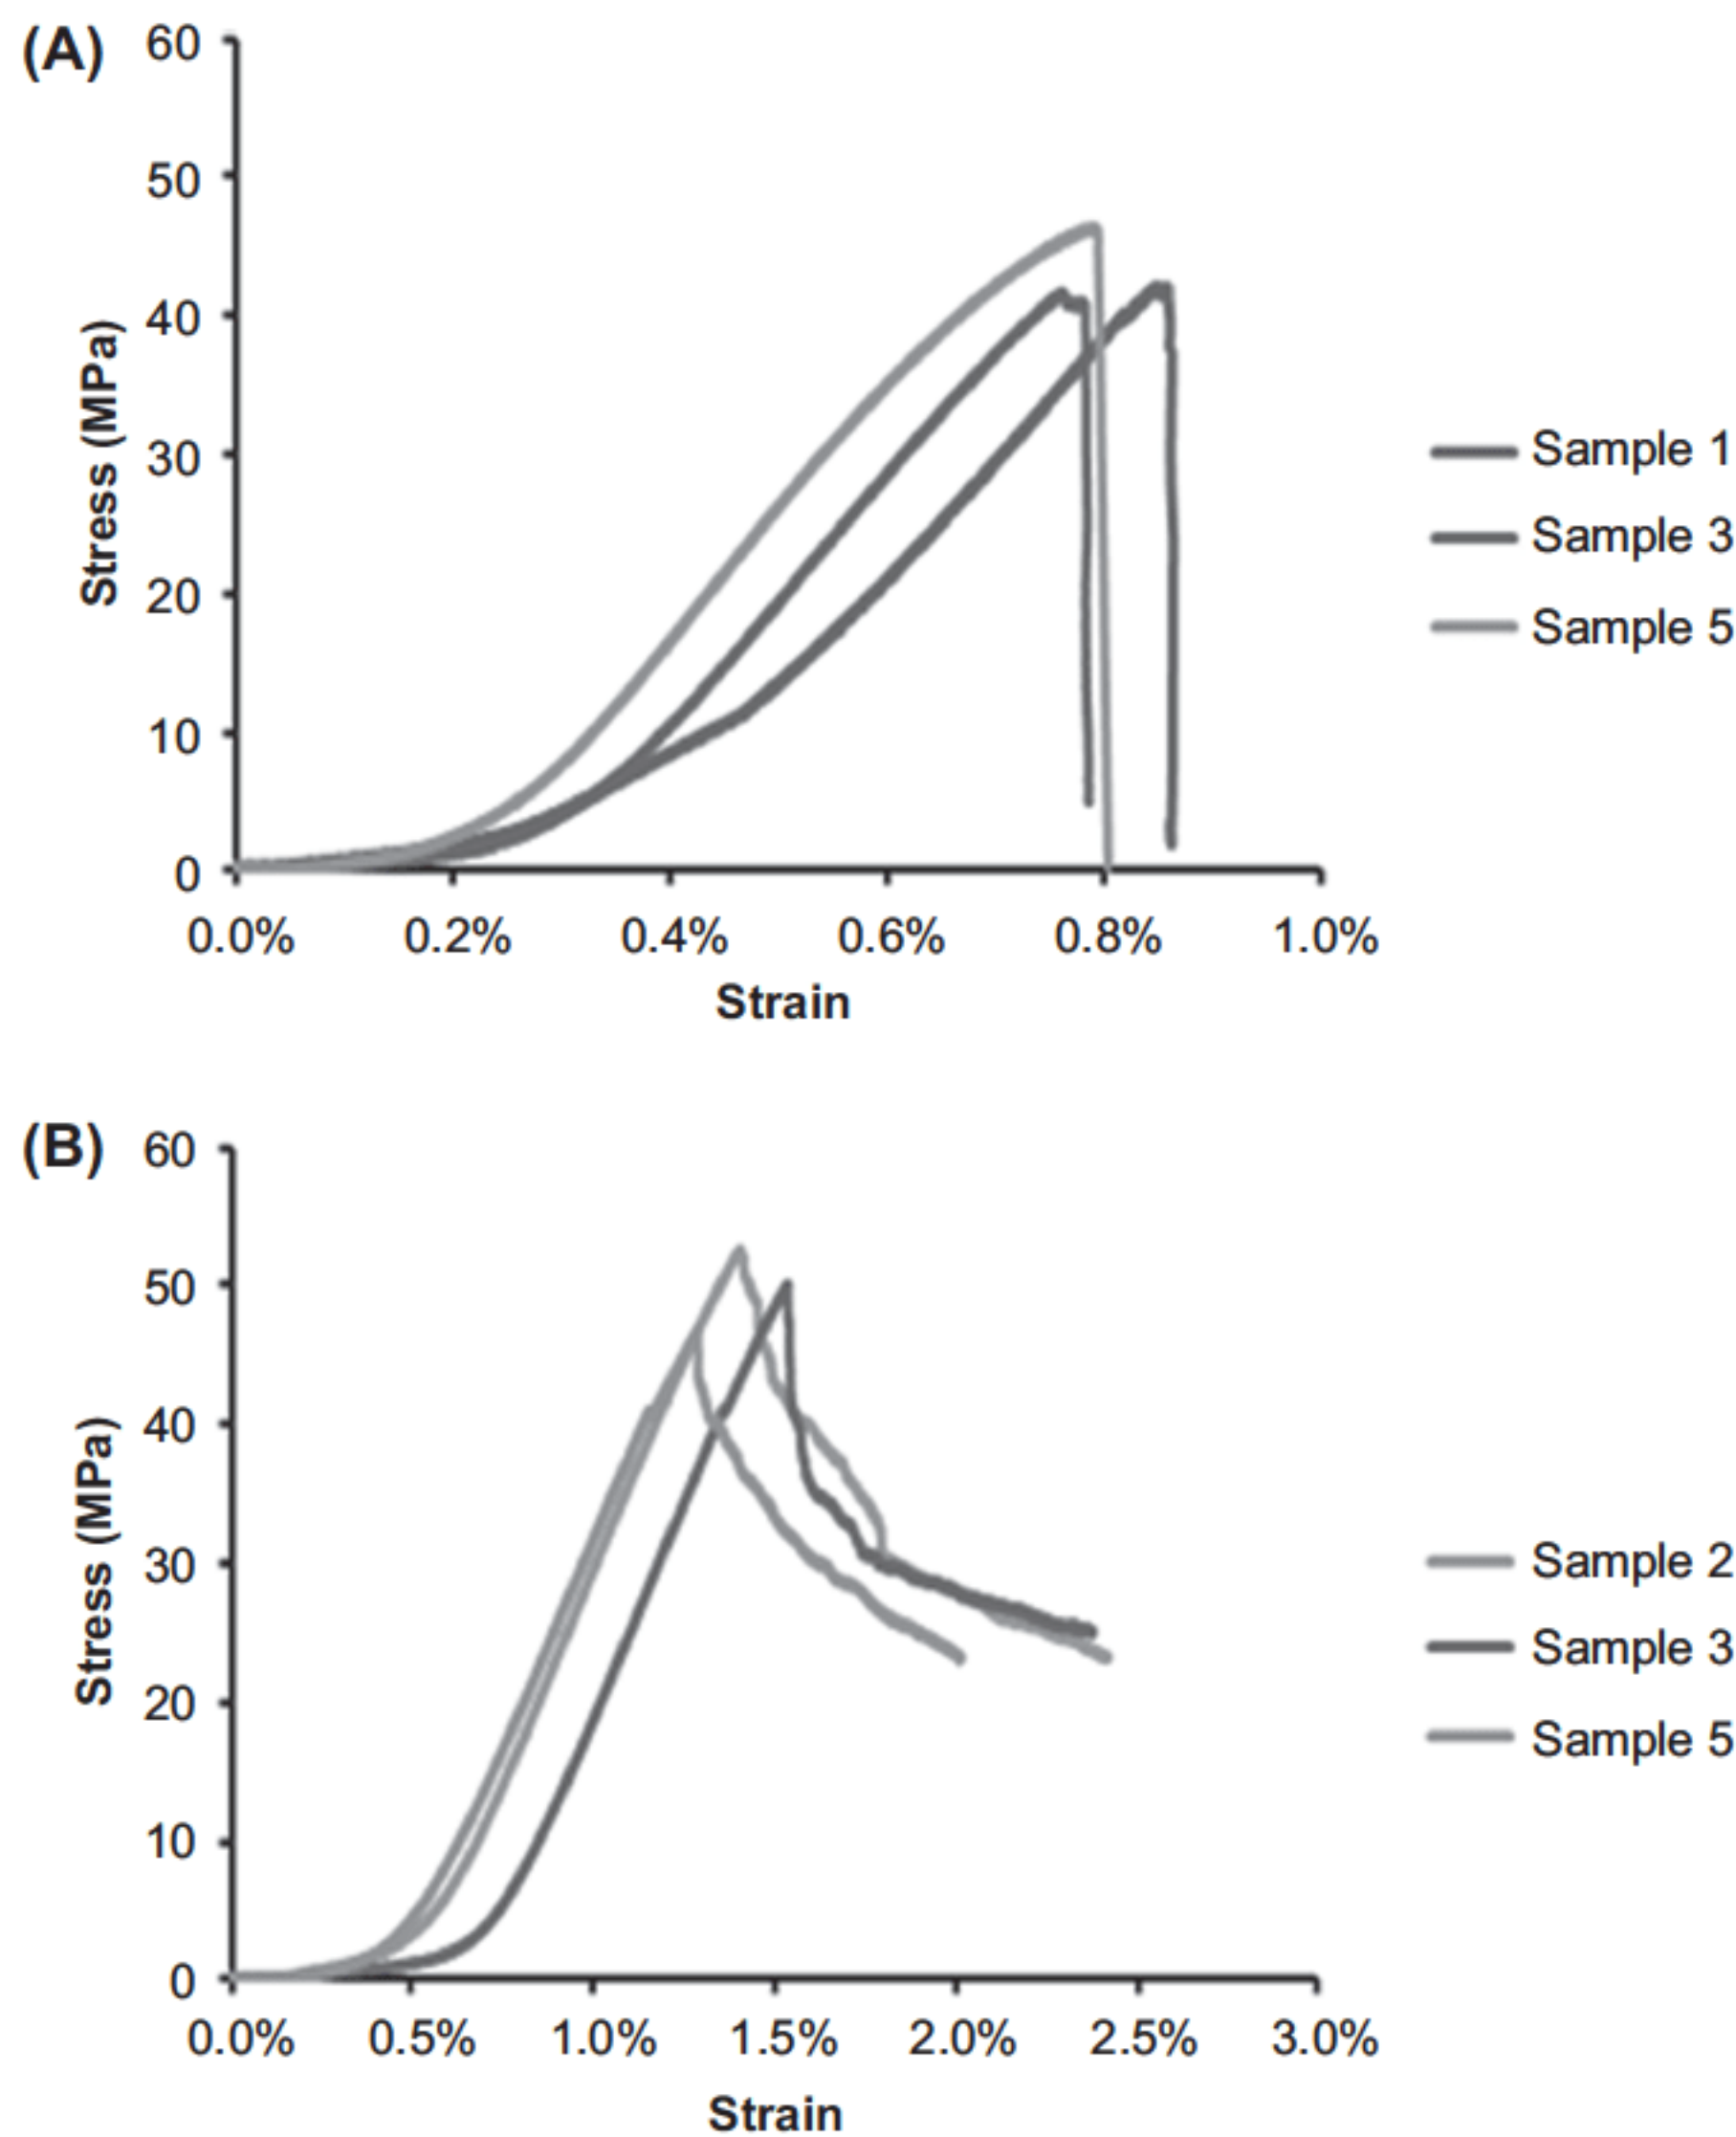 (A)
60
50
40
30
20
10
0
Stress (MPa)
0.0% 0.2% 0.4% 0.6% 0.8% 1.0%
Strain
Sample 1
Sample 3
Sample 5
(B)
60
50
40
30
20
10
0
Stress (MPa)
0.0% 0.5% 1.0% 1.5% 2.0% 2.5% 3.0%
Strain
Sample 2
Sample 3
Sample 5